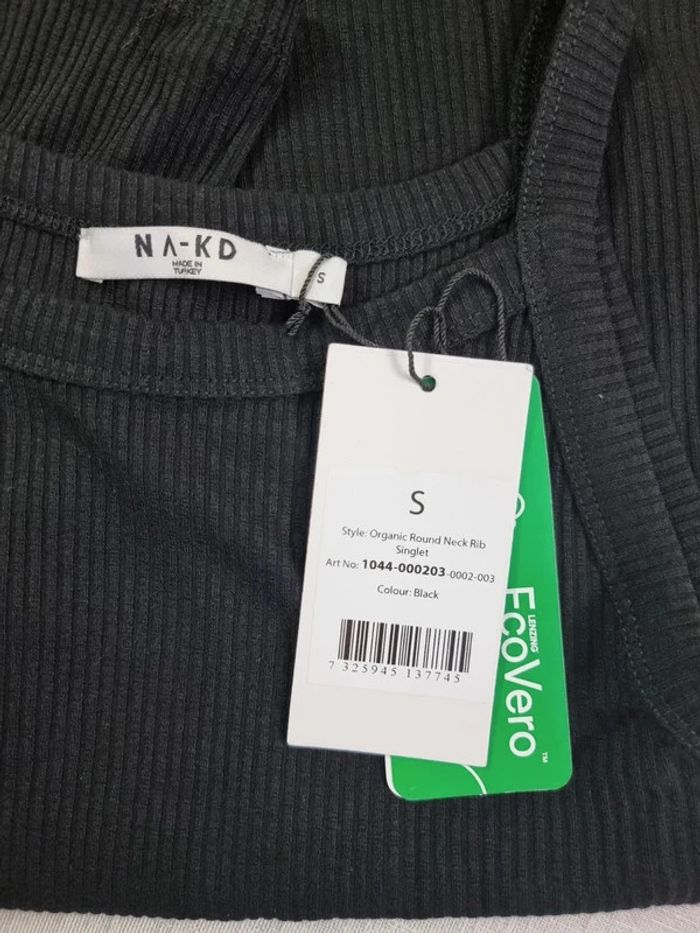 NA-KD
MADE IN
TURKEY
S
S
Style: Organic Round Neck Rib
Singlet
Art No: 1044-000203-0002-003
Colour: Black
7 325945 137745
LENZING
EcoVero™